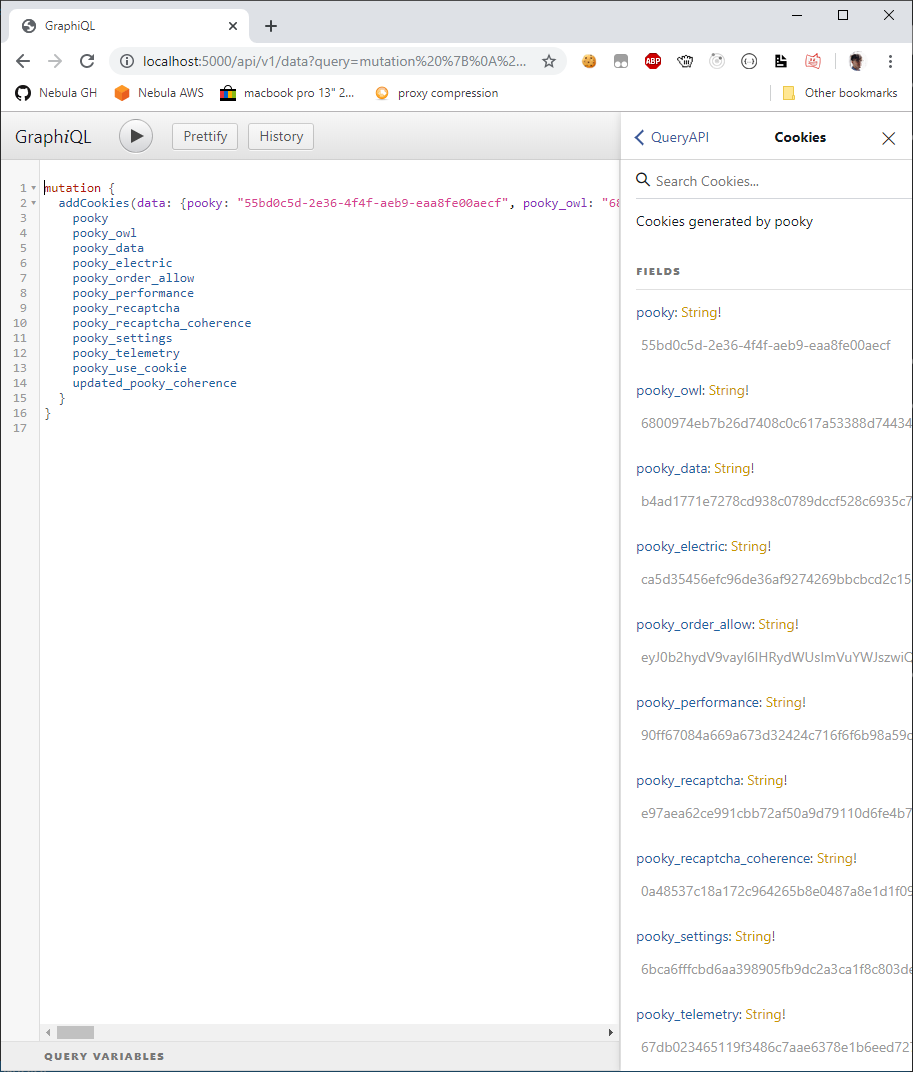 GraphiQL
localhost:5000/api/v1/data?query=mutation%20%7B%0A%2...
ABP
Nebula GH
Nebula AWS
macbook pro 13" 2...
proxy compression
Other bookmarks
GraphiQL
Prettify
History
QueryAPI
Cookies
1 mutation {
2 addCookies(data: {pooky: "55bd0c5d-2e36-4f4f-aeb9-eaa8fe00aecf", pooky_owl: "68
3 pooky
4 pooky_owl
5 pooky_data
6 pooky_electric
7 pooky_order_allow
8 pooky_performance
9 pooky_recaptcha
10 pooky_recaptcha_coherence
11 pooky_settings
12 pooky_telemetry
13 pooky_use_cookie
14 updated_pooky_coherence
15 }
16 }
17
QUERY VARIABLES
Search Cookies...
Cookies generated by pooky
FIELDS
pooky: String!
55bd0c5d-2e36-4f4f-aeb9-eaa8fe00aecf
pooky_owl: String!
6800974eb7b26d7408c0c617a53388d74434
pooky_data: String!
b4ad1771e7278cd938c0789dccf528c6935c7
pooky_electric: String!
ca5d35456efc96de36af9274269bbcbcd2c15
pooky_order_allow: String!
eyJ0b2hydV9vayI6IHRydWUsImVuYWJszwiQ
pooky_performance: String!
90ff67084a669a673d32424c716f6f6b98a59c
pooky_recaptcha: String!
e97aea62ce991cbb72af50a9d79110d6fe4b7
pooky_recaptcha_coherence: String!
0a48537c18a172c964265b8e0487a8e1d1f09
pooky_settings: String!
6bca6fffcbd6aa398905fb9dc2a3ca1f8c803de
pooky_telemetry: String!
67db023465119f3486c7aae6378e1b6eed727